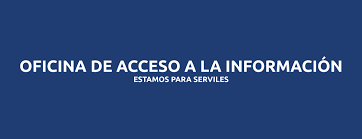 OFICINA DE ACCESO A LA INFORMACIÓN
ESTAMOS PARA SERVILES